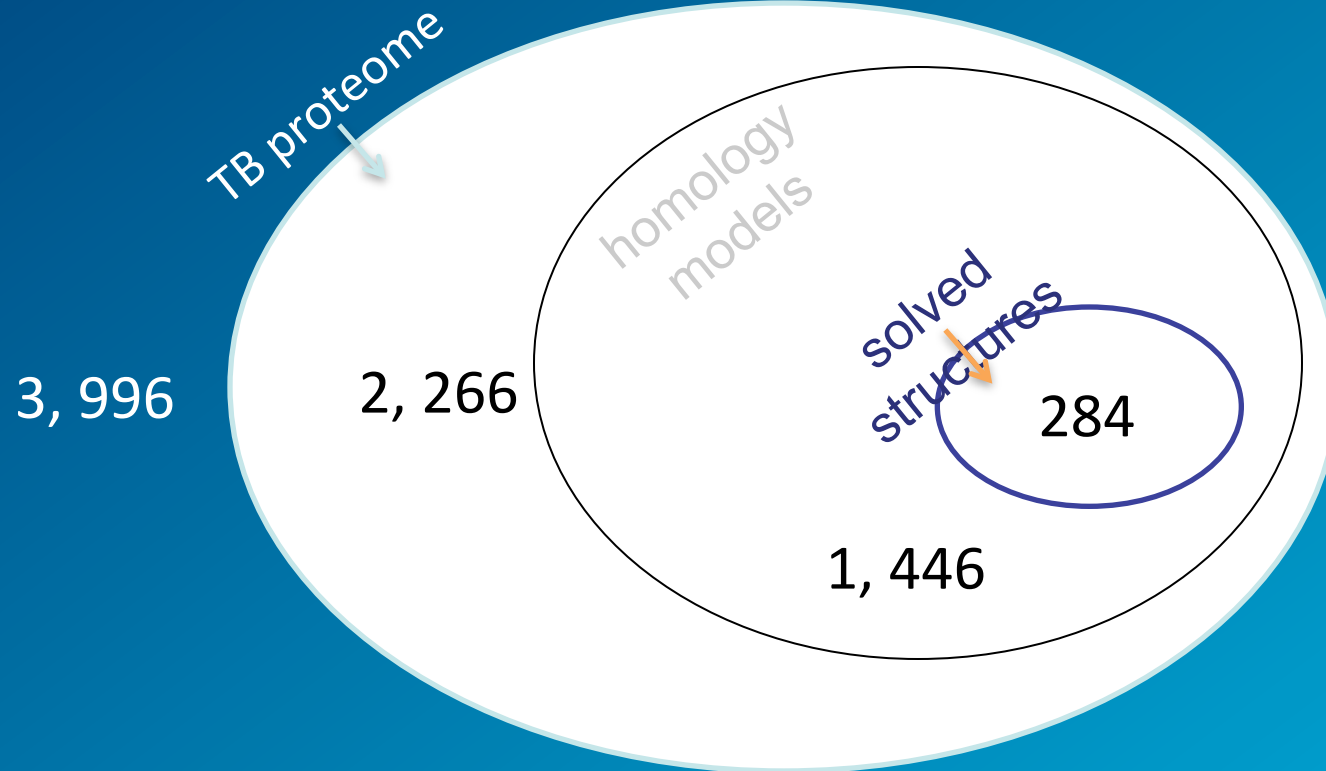 TB proteome
homology
models
solved
structures
3, 996
2, 266
284
1, 446